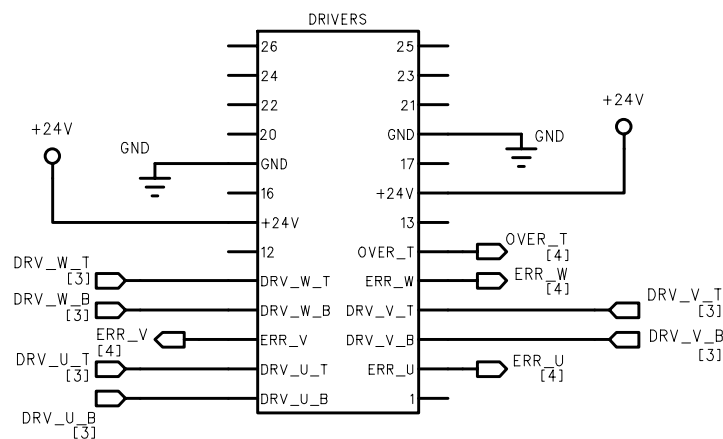 DRIVERS
26 25
24 23
22 21
+24V
+24V
20 GND GND
GND GND 17
16 +24V
+24V 13
12 OVER_T OVER_T
[4]
DRV_W_T
[3] DRV_W_T ERR_W ERR_W
[4]
DRV_W_B
[3] DRV_W_B DRV_V_T DRV_V_T
[3]
ERR_V
[4] ERR_V DRV_V_B DRV_V_B
[3]
DRV_U_T
[3] DRV_U_T ERR_U ERR_U
[4]
DRV_U_B 1
DRV_U_B
[3]